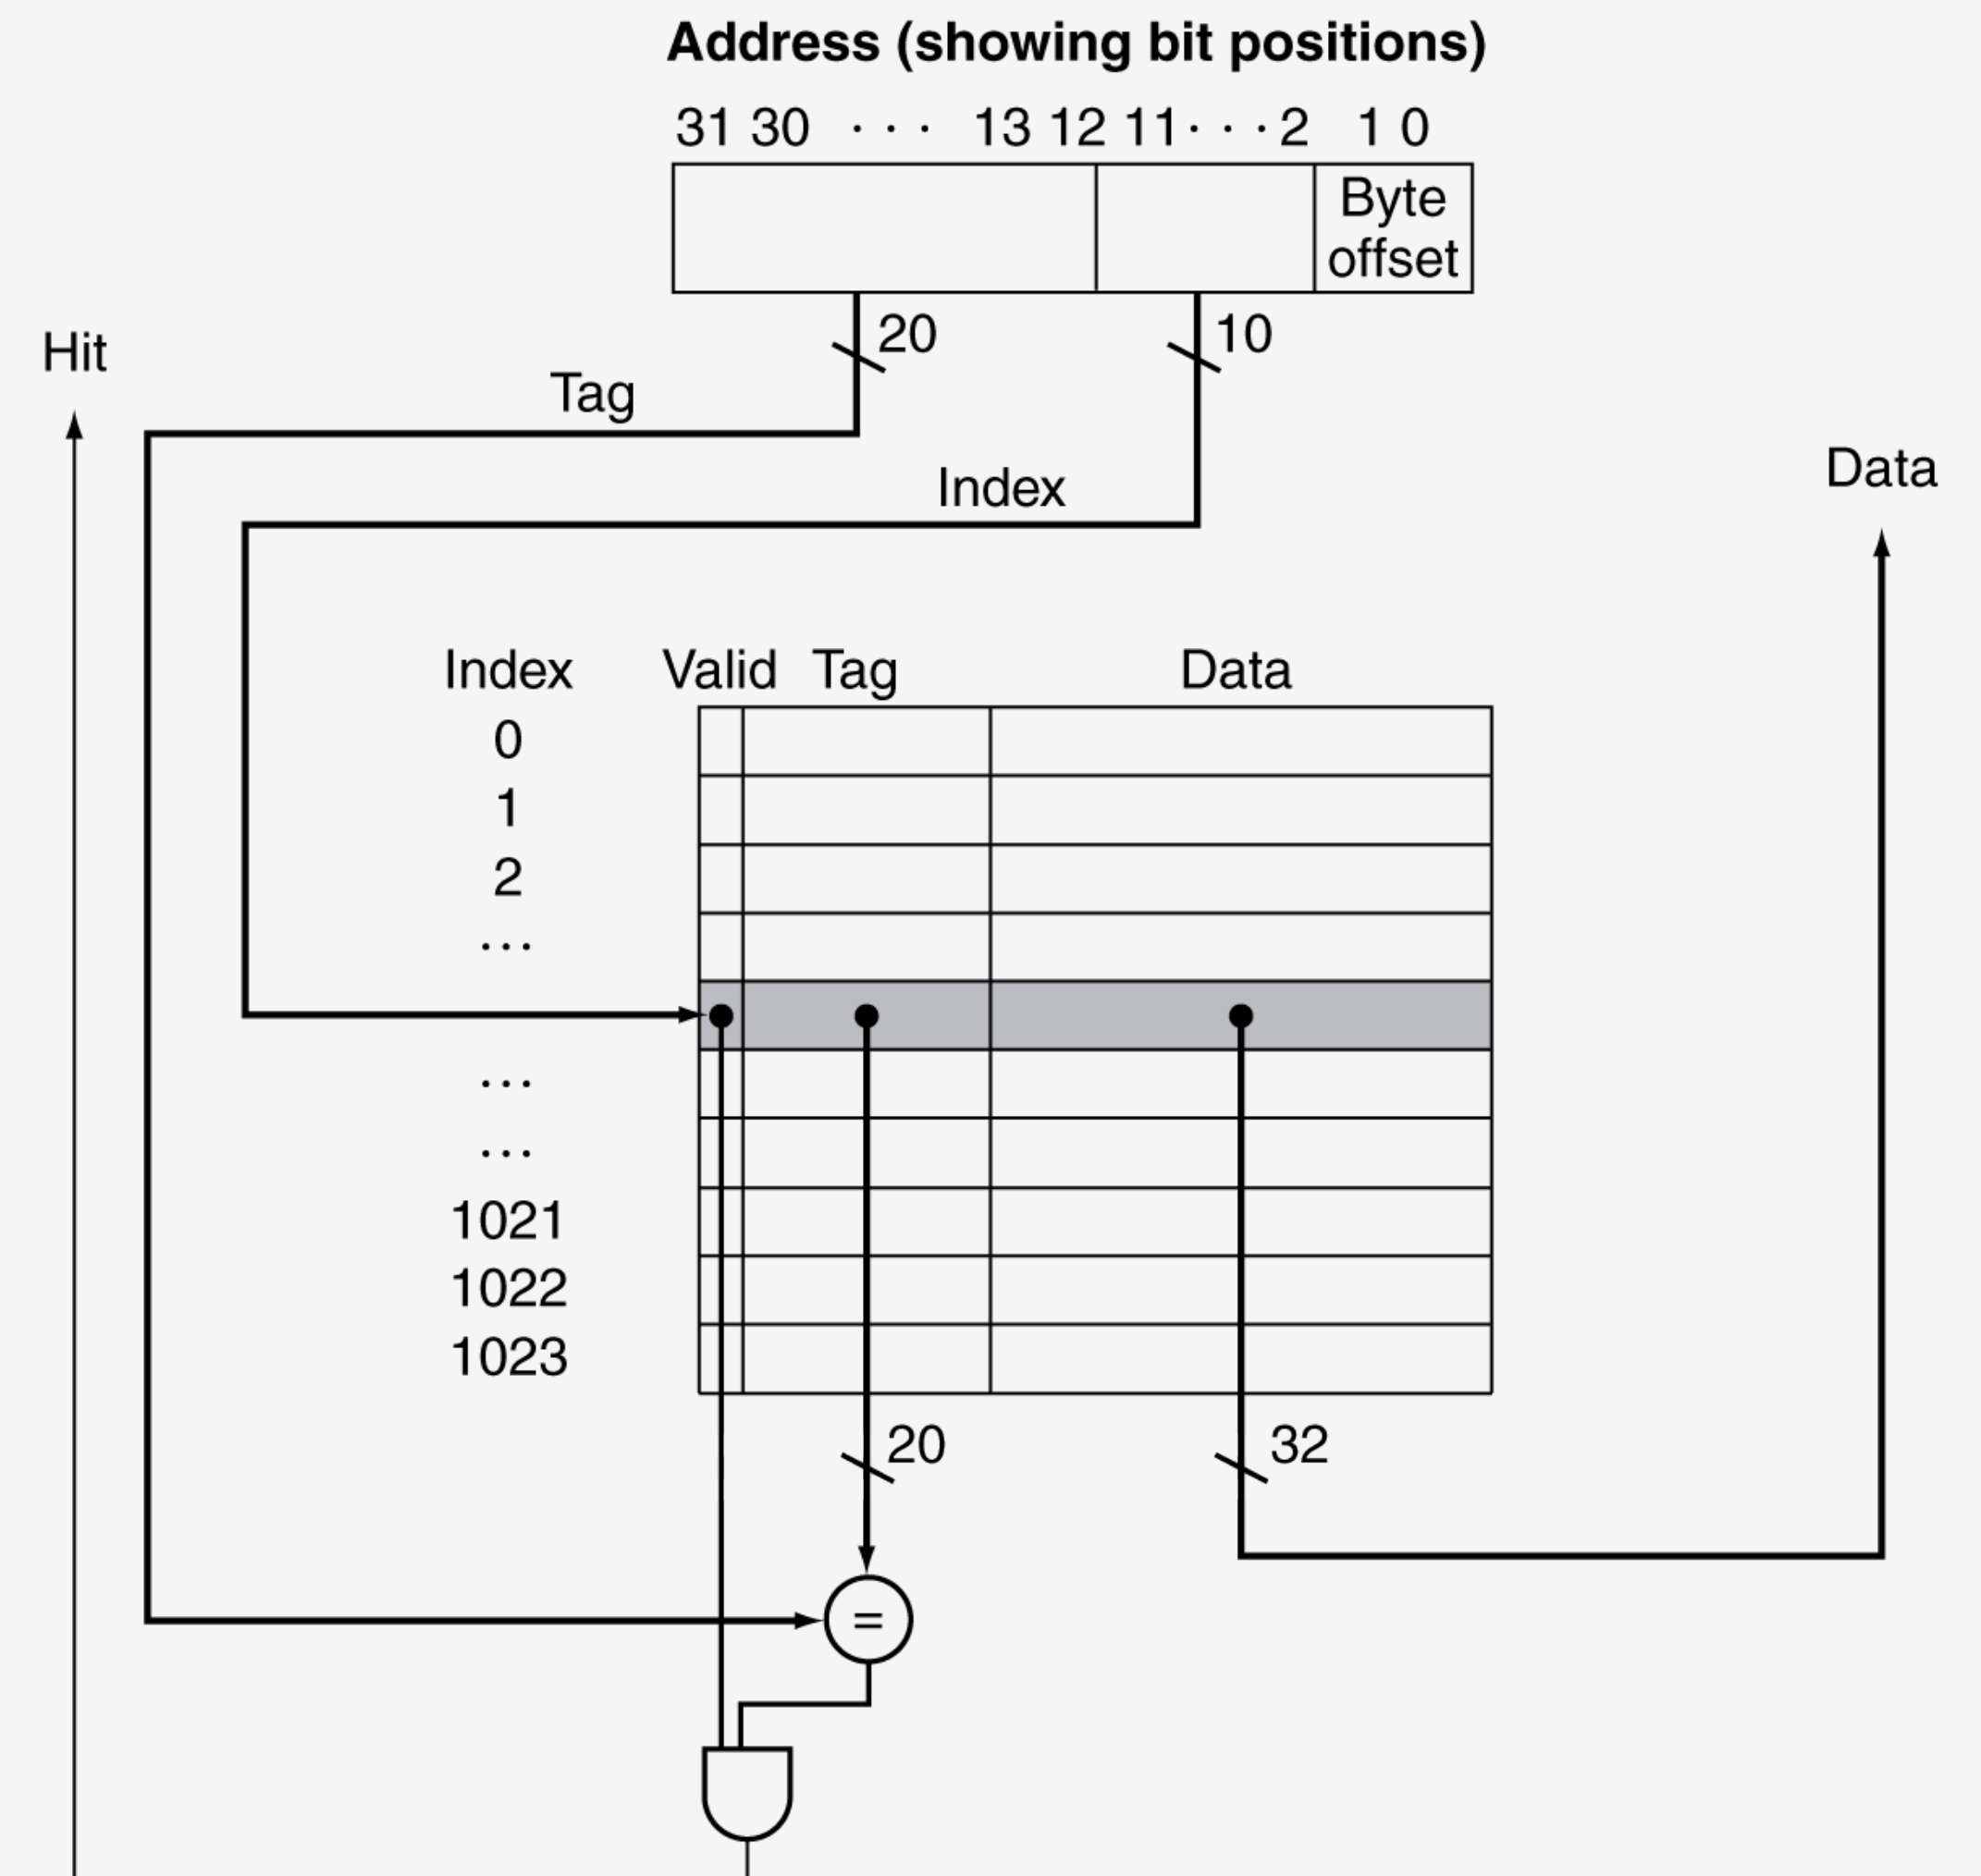 Address (showing bit positions)
31 30 · · · 13 12 11 · · · 2 1 0
Byte
offset
20 10
Hit
Tag
Data
Index
Index Valid Tag Data
0
1
2
···
···
···
1021
1022
1023
20 32
=